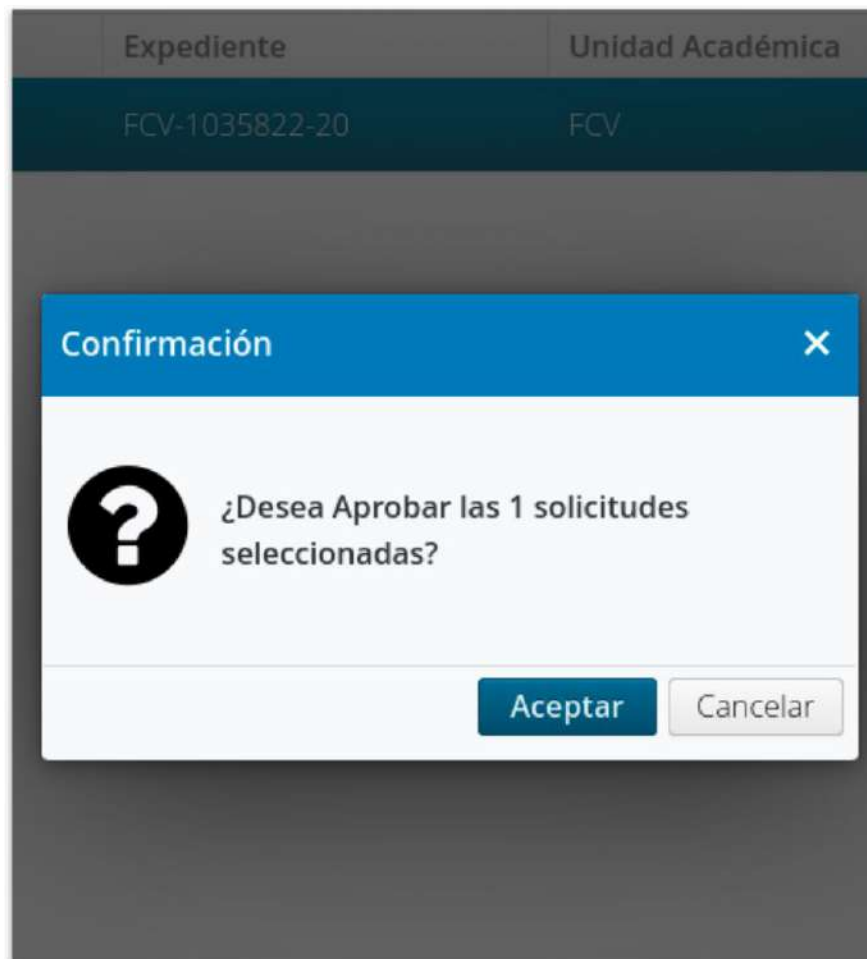 Expediente Unidad Académica
FCV-1035822-20 FCV
Confirmación
¿Desea Aprobar las 1 solicitudes
seleccionadas?
Aceptar Cancelar